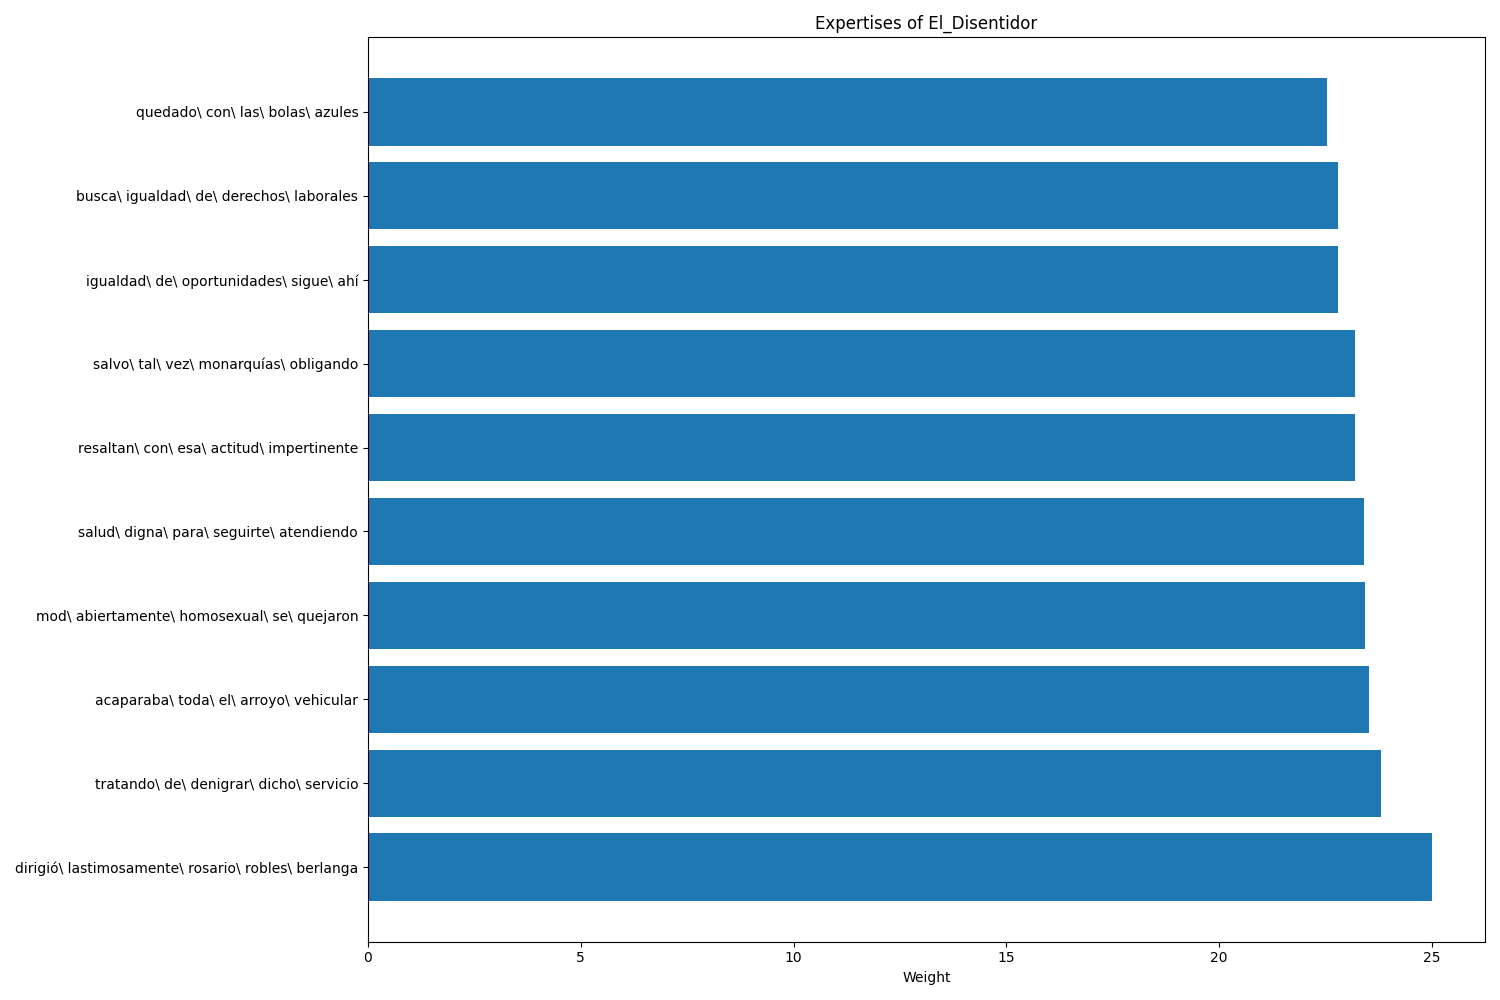 Expertises of El_Disentidor
quedado\ con\ las\ bolas\ azules
busca\ igualdad\ de\ derechos\ laborales
igualdad\ de\ oportunidades\ sigue\ ahí
salvo\ tal\ vez\ monarquías\ obligando
resaltan\ con\ esa\ actitud\ impertinente
salud\ digna\ para\ seguirte\ atendiendo
mod\ abiertamente\ homosexual\ se\ quejaron
acaparaba\ toda\ el\ arroyo\ vehicular
tratando\ de\ denigrar\ dicho\ servicio
dirigió\ lastimosamente\ rosario\ robles\ berlanga
0 5 10 15 20 25
Weight